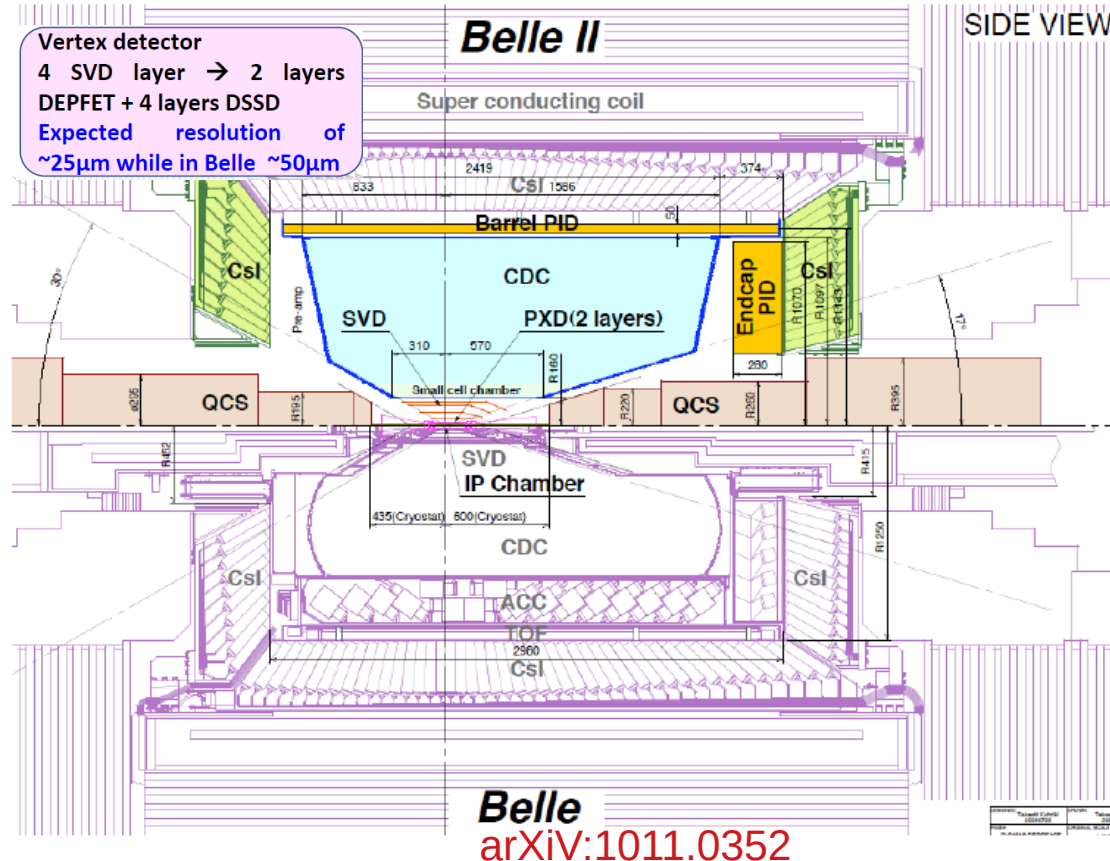 Belle II
SIDE VIEW
Vertex detector
4 SVD layer → 2 layers
DEPFET + 4 layers DSSD
Expected resolution of
~25μm while in Belle ~50μm
Super conducting coil
2419
374
833
CsI
1586
50
Barrel PID
CsI
CDC
CsI
Endcap
PID
R1070
R1097
R1143
30°
17°
Pre-amp
SVD
PXD(2 layers)
310
570
R160
280
Small cell chamber
QCS
R195
R220
QCS
R260
R395
R452
SVD
IP Chamber
R415
435(Cryostat)
600(Cryostat)
R1250
CDC
CsI
CsI
ACC
TOF
2980
CsI
Belle
arXiV:1011.0352